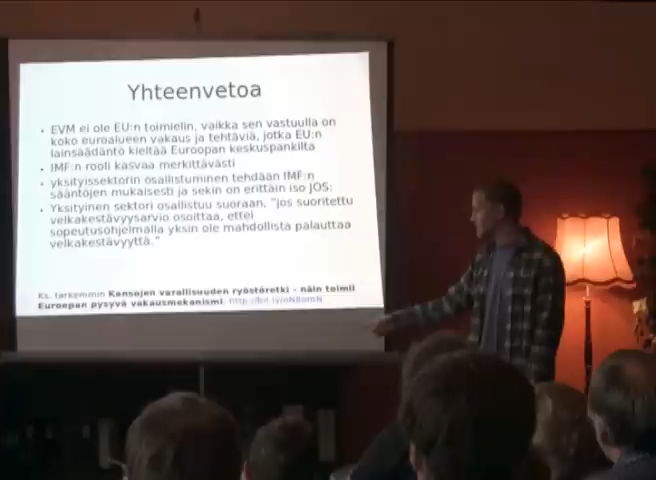 Yhteenvetoa
• EVM ei ole EU:n toimielin, vaikka sen vastuulla on
koko euroalueen vakaus ja tehtäviä, jotka EU:n
lainsäädäntö kieltää Euroopan keskuspankilta
• IMF:n rooli kasvaa merkittävästi
• yksityissektorin osallistuminen tehdään IMF:n
sääntöjen mukaisesti ja sekin on erittäin iso JOS:
• Yksityinen sektori osallistuu suoraan, "jos suoritettu
velkakestävyysarvio osoittaa, ettei
sopeutusohjelmalla yksin ole mahdollista palauttaa
velkakestävyyttä."
Ks. tarkemmin Kansojen varallisuuden ryöstöretki – näin toimii
Euroopan pysyvä vakausmekanismi: